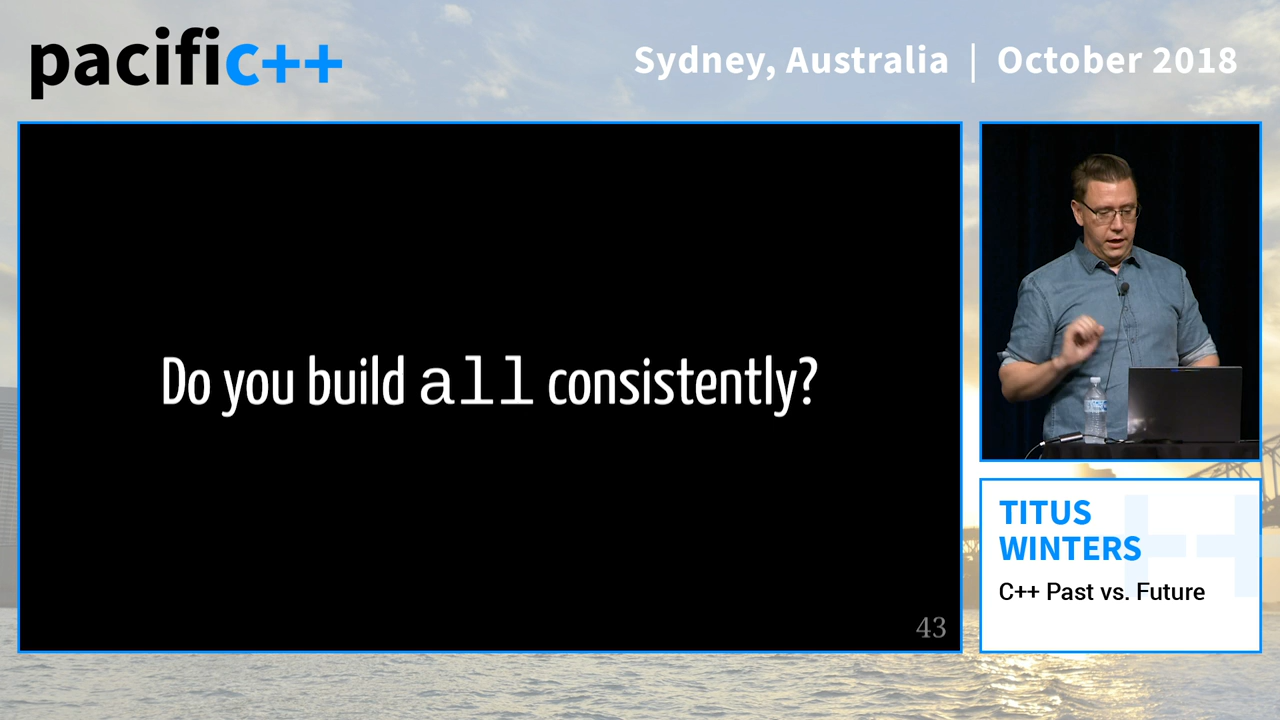 pacific++
Sydney, Australia | October 2018
Do you build all consistently?
43
TITUS
WINTERS
C++ Past vs. Future